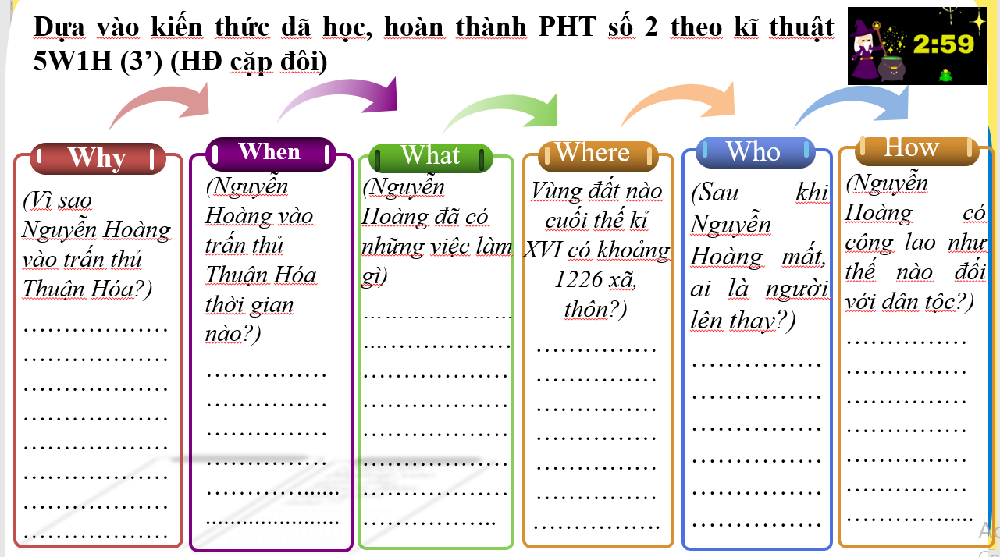 Dựa vào kiến thức đã học, hoàn thành PHT số 2 theo kĩ thuật
5W1H (3’) (HĐ cặp đôi)
2:59
Why
(Vì sao
Nguyễn Hoàng
vào trấn thủ
Thuận Hóa?)
………………
………………
………………
………………
………………
………………
………………
………………
When
(Nguyễn
Hoàng vào
trấn thủ
Thuận Hóa
thời gian
nào?)
……………
……………
……………
……………
…………......
..........................
What
(Nguyễn
Hoàng đã có
những việc làm
gì)
………………
………………
………………
………………
………………
………………
………………
……………..
Where
Vùng đất nào
cuối thế kỉ
XVI có khoảng
1226 xã,
thôn?)
……………
……………
……………
……………
……………
……………
…………….
Who
(Sau khi
Nguyễn
Hoàng mất,
ai là người
lên thay?)
……………
……………
……………
……………
……………
……………
How
(Nguyễn
Hoàng có
công lao như
thế nào đối
với dân tộc?)
……………
……………
……………
……………
……………
……………
………….....